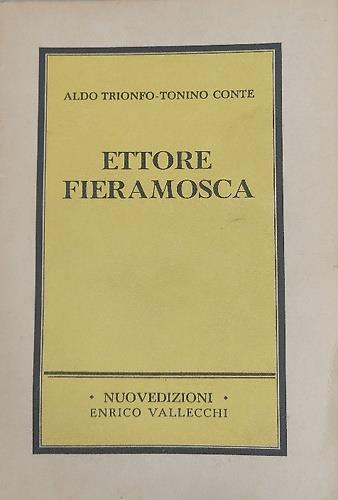 ALDO TRIONFO-TONINO CONTE
ETTORE
FIERAMOSCA
• NUOVEDIZIONI •
ENRICO VALLECCHI